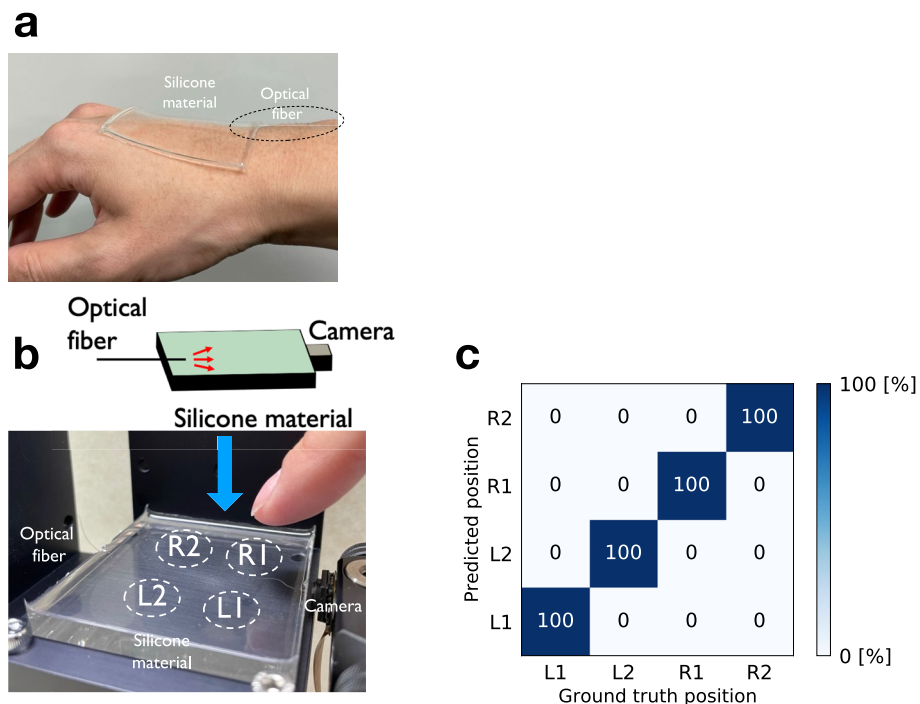 a
Silicone
material
Optical
fiber
b
Optical
fiber
Camera
Silicone material
Optical
fiber
R2
R1
L2
L1
Camera
Silicone
material
c
Predicted position
R2
0
0
0
100
R1
0
0
100
0
L2
0
100
0
0
L1
100
0
0
0
L1
L2
R1
R2
Ground truth position
100 [%]
0 [%]